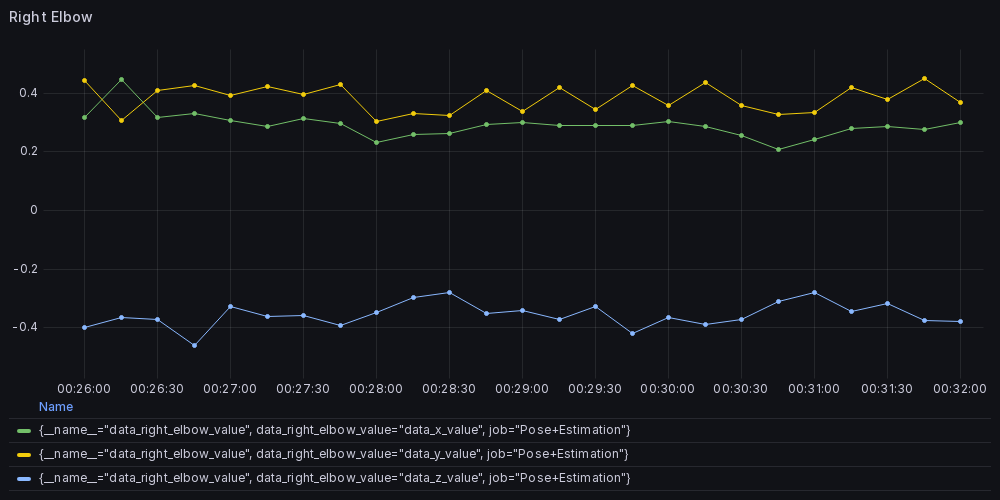 Right Elbow
0.4
0.2
0
-0.2
-0.4
00:26:00 00:26:30 00:27:00 00:27:30 00:28:00 00:28:30 00:29:00 00:29:30 00:30:00 00:30:30 00:31:00 00:31:30 00:32:00
Name
{__name__="data_right_elbow_value", data_right_elbow_value="data_x_value", job="Pose+Estimation"}
{__name__="data_right_elbow_value", data_right_elbow_value="data_y_value", job="Pose+Estimation"}
{__name__="data_right_elbow_value", data_right_elbow_value="data_z_value", job="Pose+Estimation"}